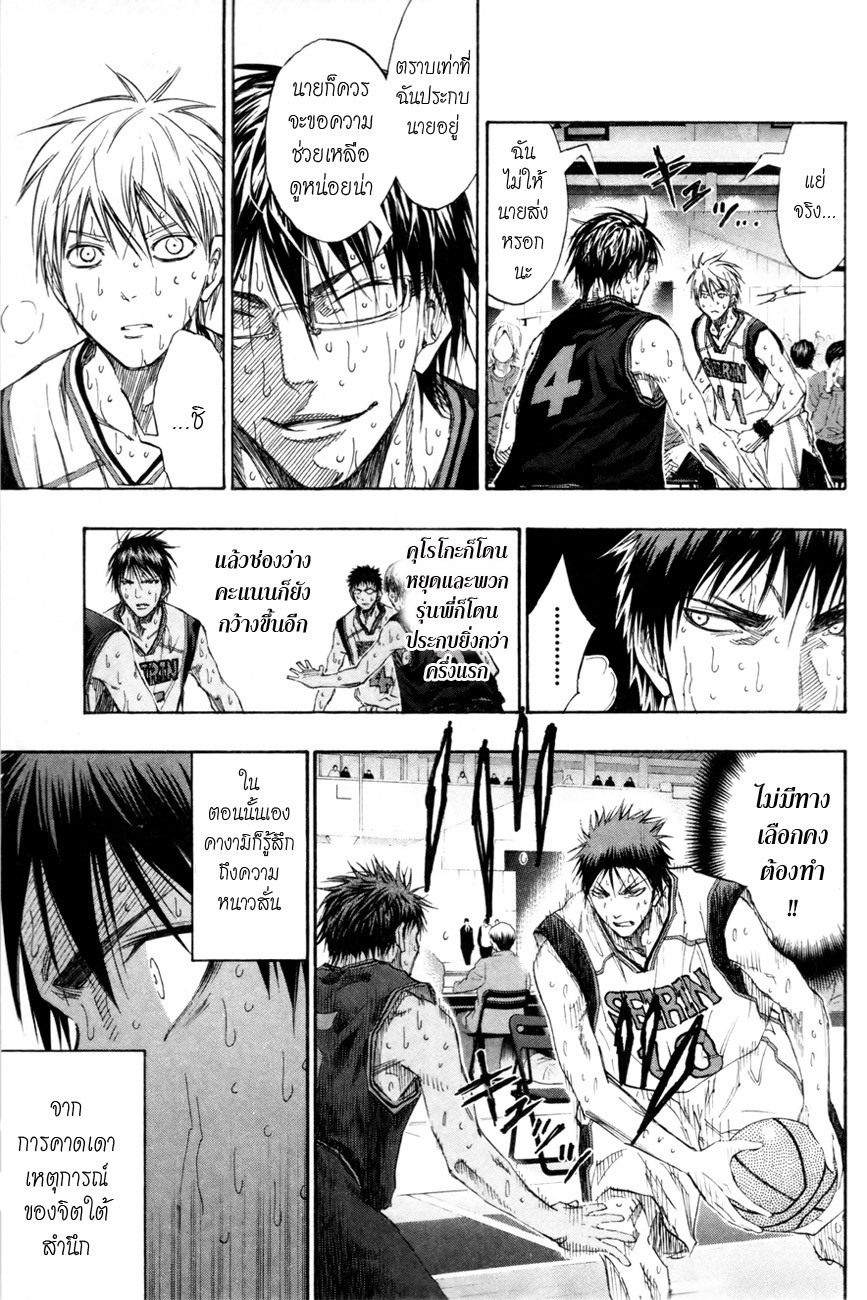 แย่
จริง...
ฉัน
ไม่ให้
นายส่ง
หรอก
นะ
4
SEIRIN
11
ตราบเท่าที่
ฉันประกบ
นายอยู่
นายก็ควร
จะขอความ
ช่วยเหลือ
ดูหน่อยน่า
...ชิ
คุโรโกะก็โดน
หยุดและพวก
รุ่นพี่ก็โดน
ประกบยิ่งกว่า
ครึ่งแรก
แล้วช่องว่าง
คะแนนก็ยัง
กว้างขึ้นอีก
SEIRIN
4
ไม่มีทาง
เลือกคง
ต้องทำ
!!
SEIRIN
10
ใน
ตอนนั้นเอง
คางามิก็รู้สึก
ถึงความ
หนาวสั่น
จาก
การคาดเดา
เหตุการณ์
ของจิตใต้
สำนึก